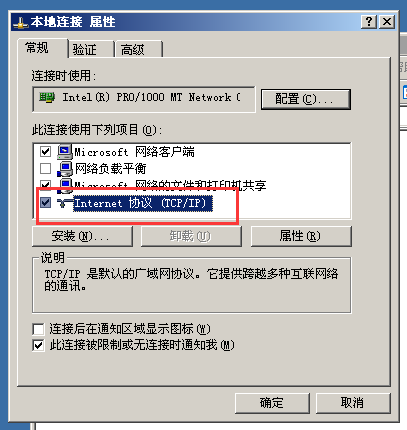 本地连接 属性
常规 验证 高级
连接时使用:
Intel(R) PRO/1000 MT Network C
配置(C)...
此连接使用下列项目(O):
Microsoft 网络客户端
网络负载平衡
Microsoft 网络的文件和打印机共享
Internet 协议 (TCP/IP)
安装(N)... 卸载(U) 属性(R)
说明
TCP/IP 是默认的广域网协议。它提供跨越多种互联网络
的通讯。
连接后在通知区域显示图标(W)
此连接被限制或无连接时通知我(M)
确定 取消